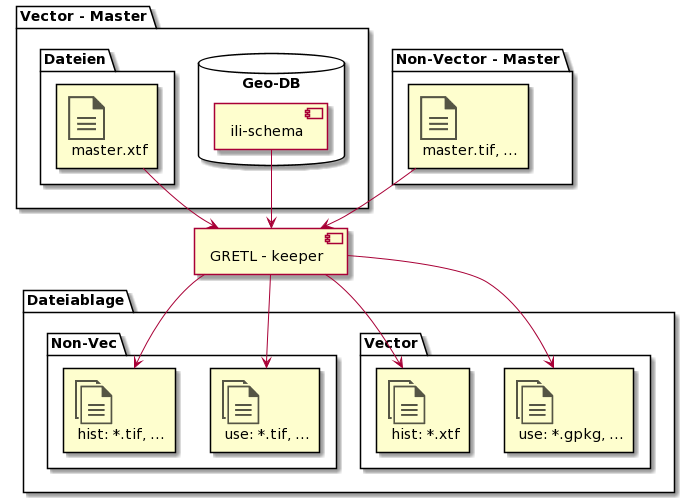 Vector - Master
Dateien
master.xtf
Geo-DB
ili-schema
Non-Vector - Master
master.tif, ...
GRETL - keeper
Dateiablage
Non-Vec
hist: *.tif, ...
use: *.tif, ...
Vector
hist: *.xtf
use: *.gpkg, ...